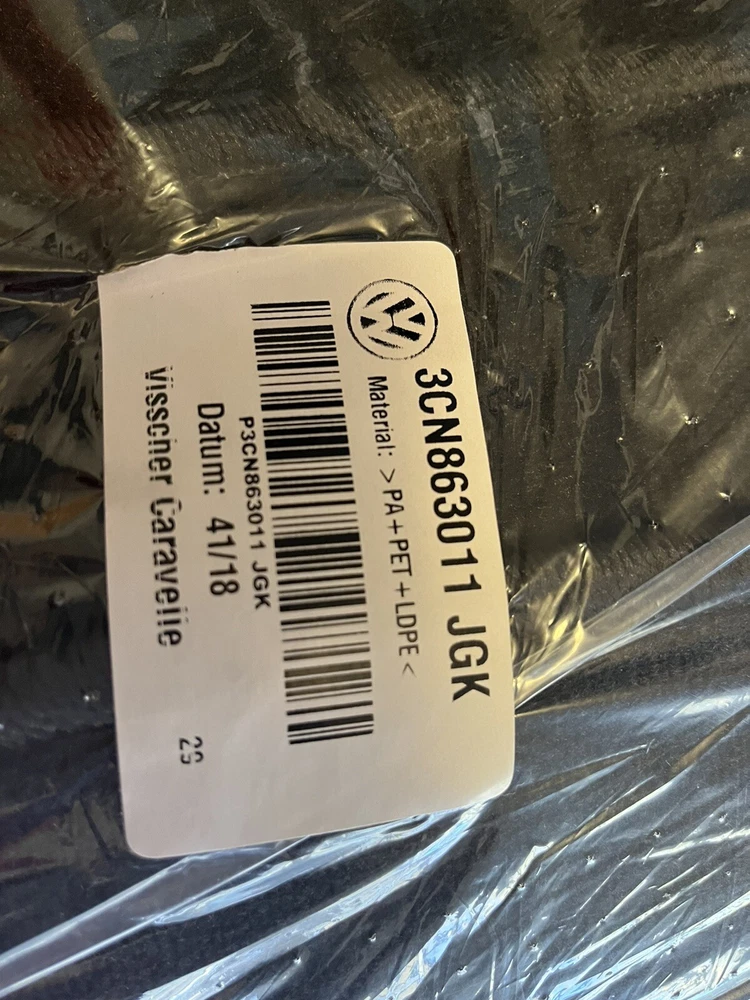 3CN863011 JGK
Material: >PA+PET+LDPE<
P3CN863011 JGK
Datum: 41/18
Visscher Caravelle
29